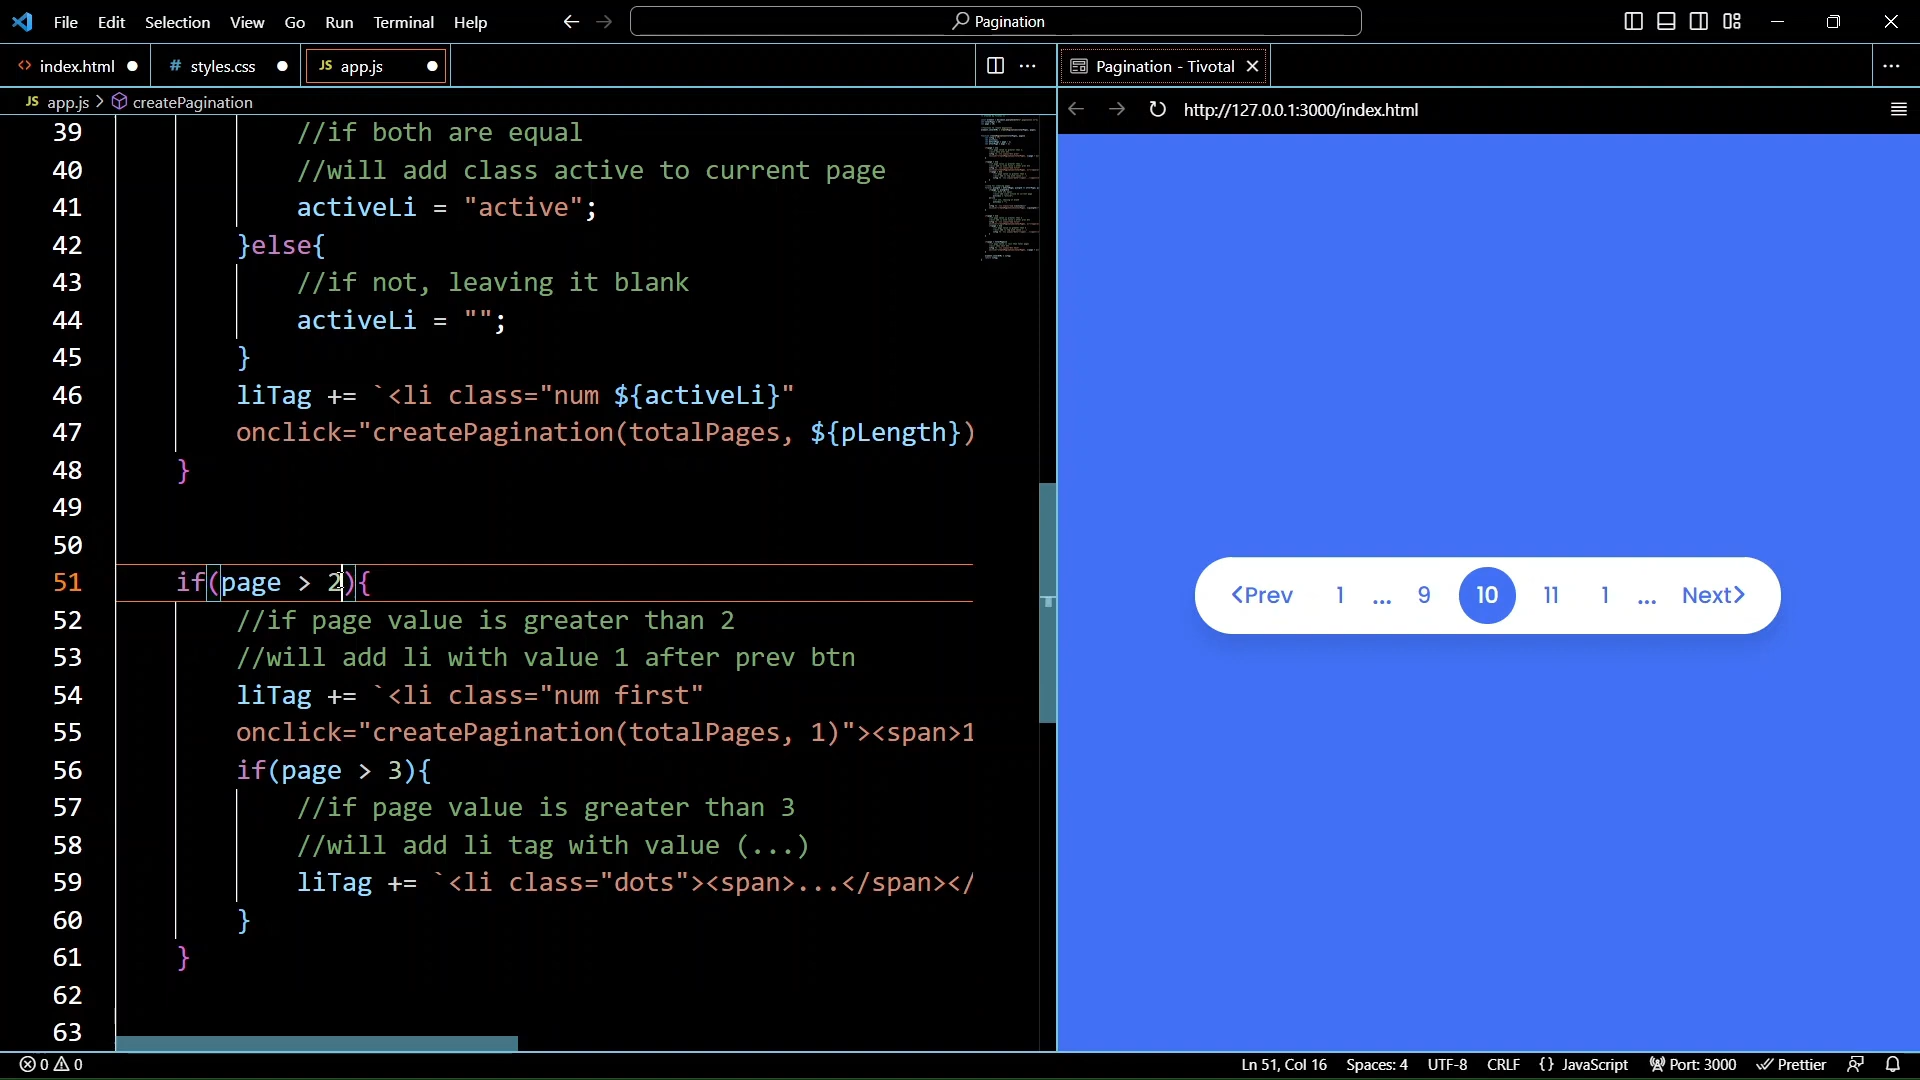 File Edit Selection View Go Run Terminal Help Pagination
index.html styles.css JS app.js Pagination - Tivotal
JS app.js > createPagination http://127.0.0.1:3000/index.html
39 //if both are equal
40 //will add class active to current page
41 activeLi = "active";
42 }else{
43 //if not, leaving it blank
44 activeLi = "";
45 }
46 liTag += `<li class="num ${activeLi}"
47 onclick="createPagination(totalPages, ${pLength})
48 }
49
50
51 if(page > 2){
52 //if page value is greater than 2
53 //will add li with value 1 after prev btn
54 liTag += `<li class="num first"
55 onclick="createPagination(totalPages, 1)"><span>1
56 if(page > 3){
57 //if page value is greater than 3
58 //will add li tag with value (...)
59 liTag += `<li class="dots"><span>...</span></
60 }
61 }
62
63
<Prev 1 ... 9 10 11 1 ... Next>
0 0 Ln 51, Col 16 Spaces: 4 UTF-8 CRLF {} JavaScript Port: 3000 Prettier